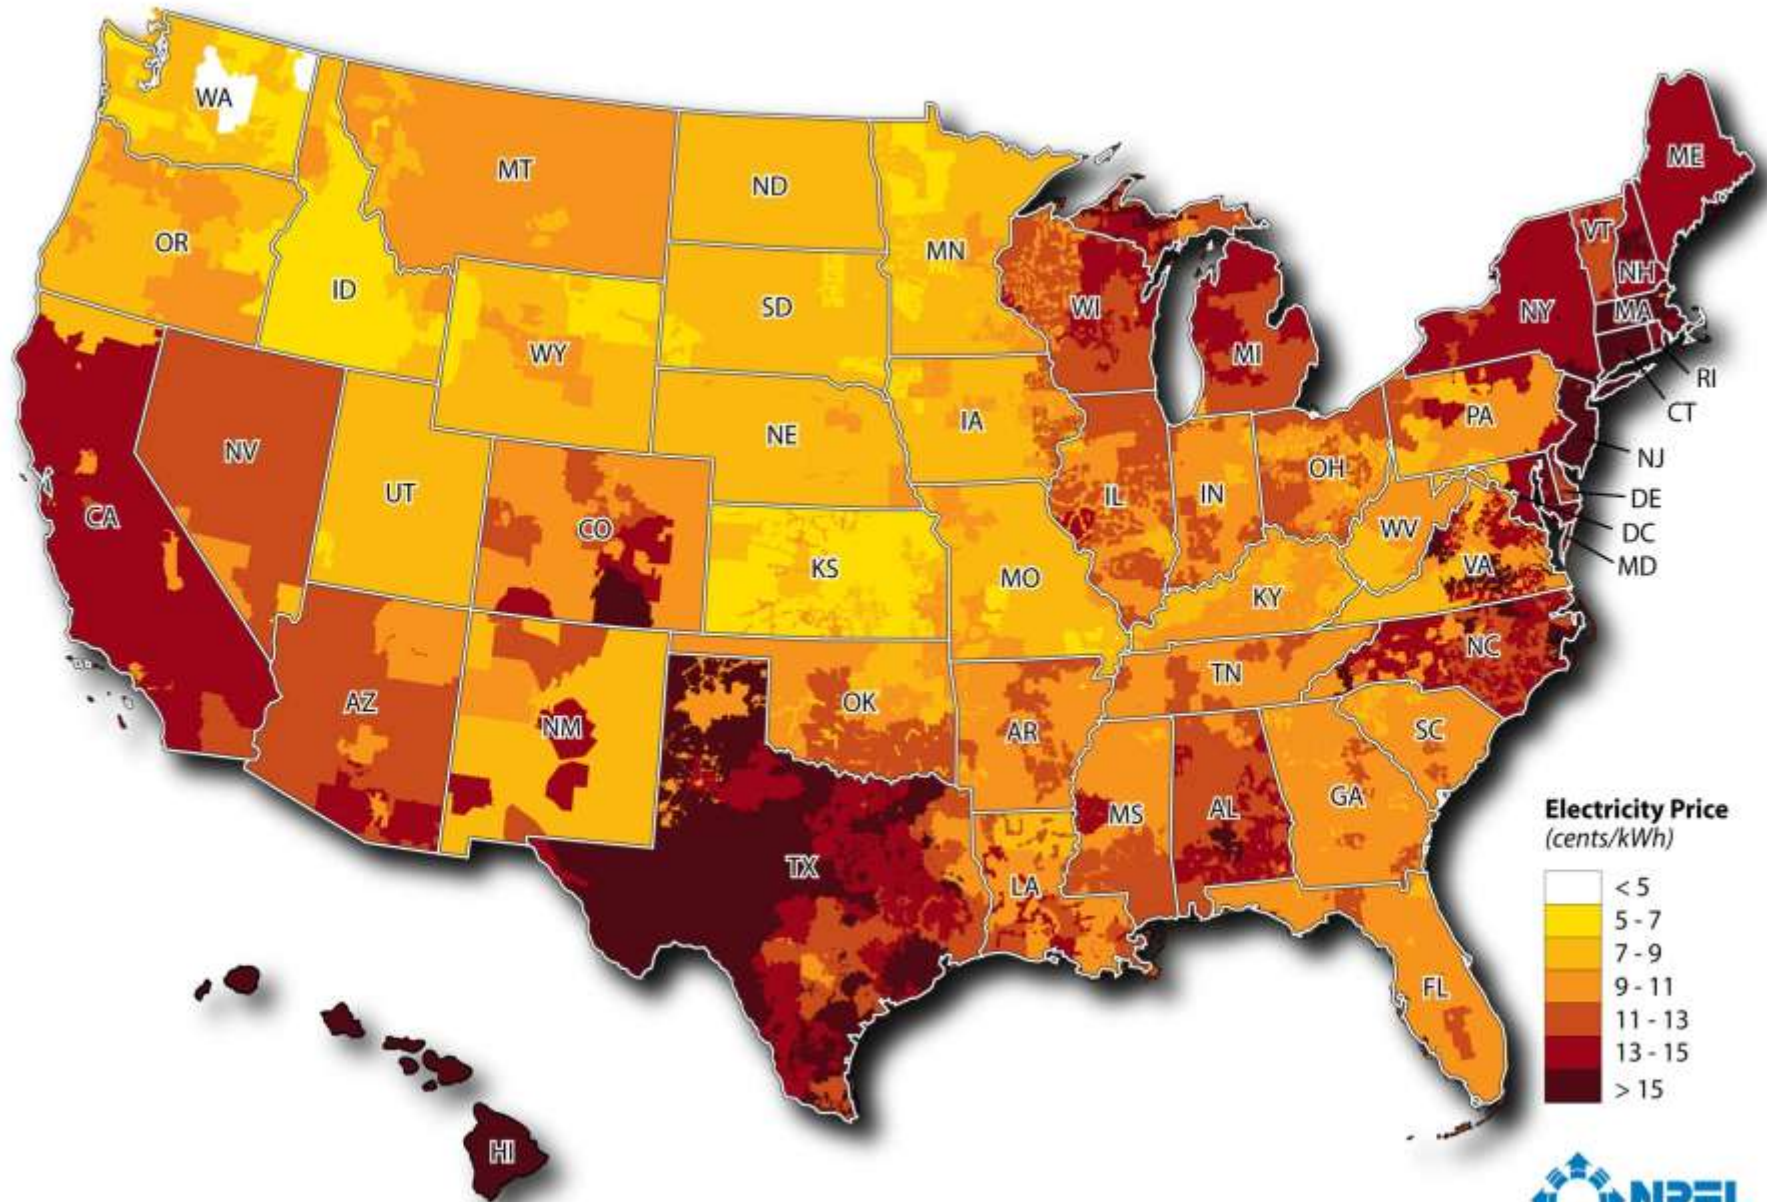 WA
MT
ND
MN
ME
VT
NH
OR
ID
SD
WI
MI
NY
MA
WY
RI
CT
IA
PA
NE
NV
UT
CO
IL
IN
OH
NJ
DE
DC
MD
CA
KS
MO
WV
VA
KY
NC
TN
AZ
NM
OK
AR
SC
MS
AL
GA
TX
LA
FL
HI
Electricity Price
(cents/kWh)
< 5
5 - 7
7 - 9
9 - 11
11 - 13
13 - 15
> 15
NREL